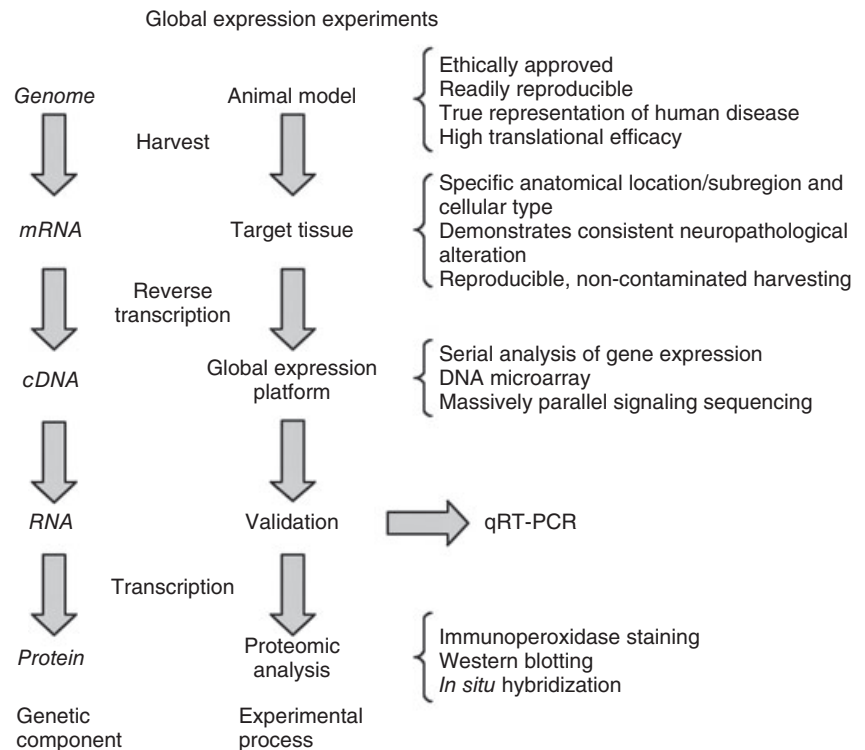 Global expression experiments
Genome
Animal model
Ethically approved
Readily reproducible
True representation of human disease
High translational efficacy
Harvest
mRNA
Target tissue
Specific anatomical location/subregion and
cellular type
Demonstrates consistent neuropathological
alteration
Reproducible, non-contaminated harvesting
Reverse
transcription
cDNA
Global expression
platform
Serial analysis of gene expression
DNA microarray
Massively parallel signaling sequencing
RNA
Validation
qRT-PCR
Transcription
Protein
Proteomic
analysis
Immunoperoxidase staining
Western blotting
In situ hybridization
Genetic
component
Experimental
process